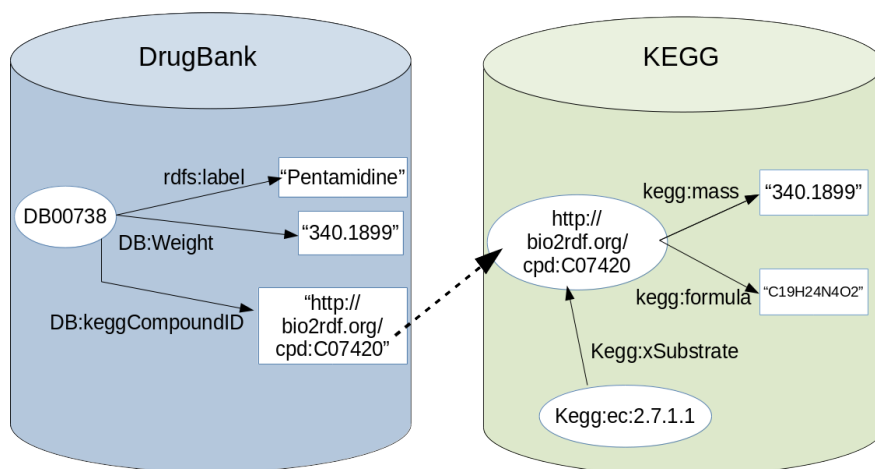 DrugBank
rdfs:label
“Pentamidine”
DB00738
“340.1899”
DB:Weight
DB:keggCompoundID
“http://
bio2rdf.org/
cpd:C07420”
KEGG
kegg:mass
“340.1899”
http://
bio2rdf.org/
cpd:C07420
kegg:formula
“C19H24N4O2”
Kegg:xSubstrate
Kegg:ec:2.7.1.1